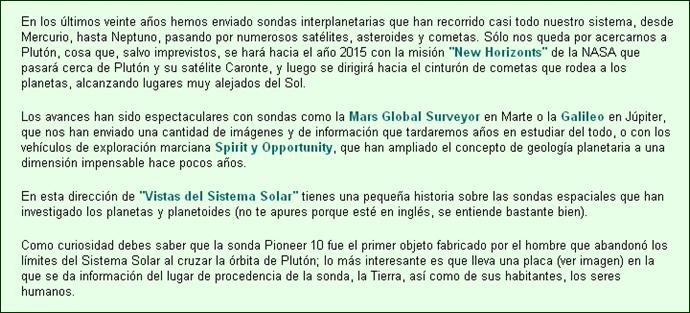 En los últimos veinte años hemos enviado sondas interplanetarias que han recorrido casi todo nuestro sistema, desde
Mercurio, hasta Neptuno, pasando por numerosos satélites, asteroides y cometas. Sólo nos queda por acercarnos a
Plutón, cosa que, salvo imprevistos, se hará hacia el año 2015 con la misión "New Horizonts" de la NASA que
pasará cerca de Plutón y su satélite Caronte, y luego se dirigirá hacia el cinturón de cometas que rodea a los
planetas, alcanzando lugares muy alejados del Sol.
Los avances han sido espectaculares con sondas como la Mars Global Surveyor en Marte o la Galileo en Júpiter,
que nos han enviado una cantidad de imágenes y de información que tardaremos años en estudiar del todo, o con los
vehículos de exploración marciana Spirit y Opportunity, que han ampliado el concepto de geología planetaria a una
dimensión impensable hace pocos años.
En esta dirección de "Vistas del Sistema Solar" tienes una pequeña historia sobre las sondas espaciales que han
investigado los planetas y planetoides (no te apures porque esté en inglés, se entiende bastante bien).
Como curiosidad debes saber que la sonda Pioneer 10 fue el primer objeto fabricado por el hombre que abandonó los
límites del Sistema Solar al cruzar la órbita de Plutón; lo más interesante es que lleva una placa (ver imagen) en la
que se da información del lugar de procedencia de la sonda, la Tierra, así como de sus habitantes, los seres
humanos.